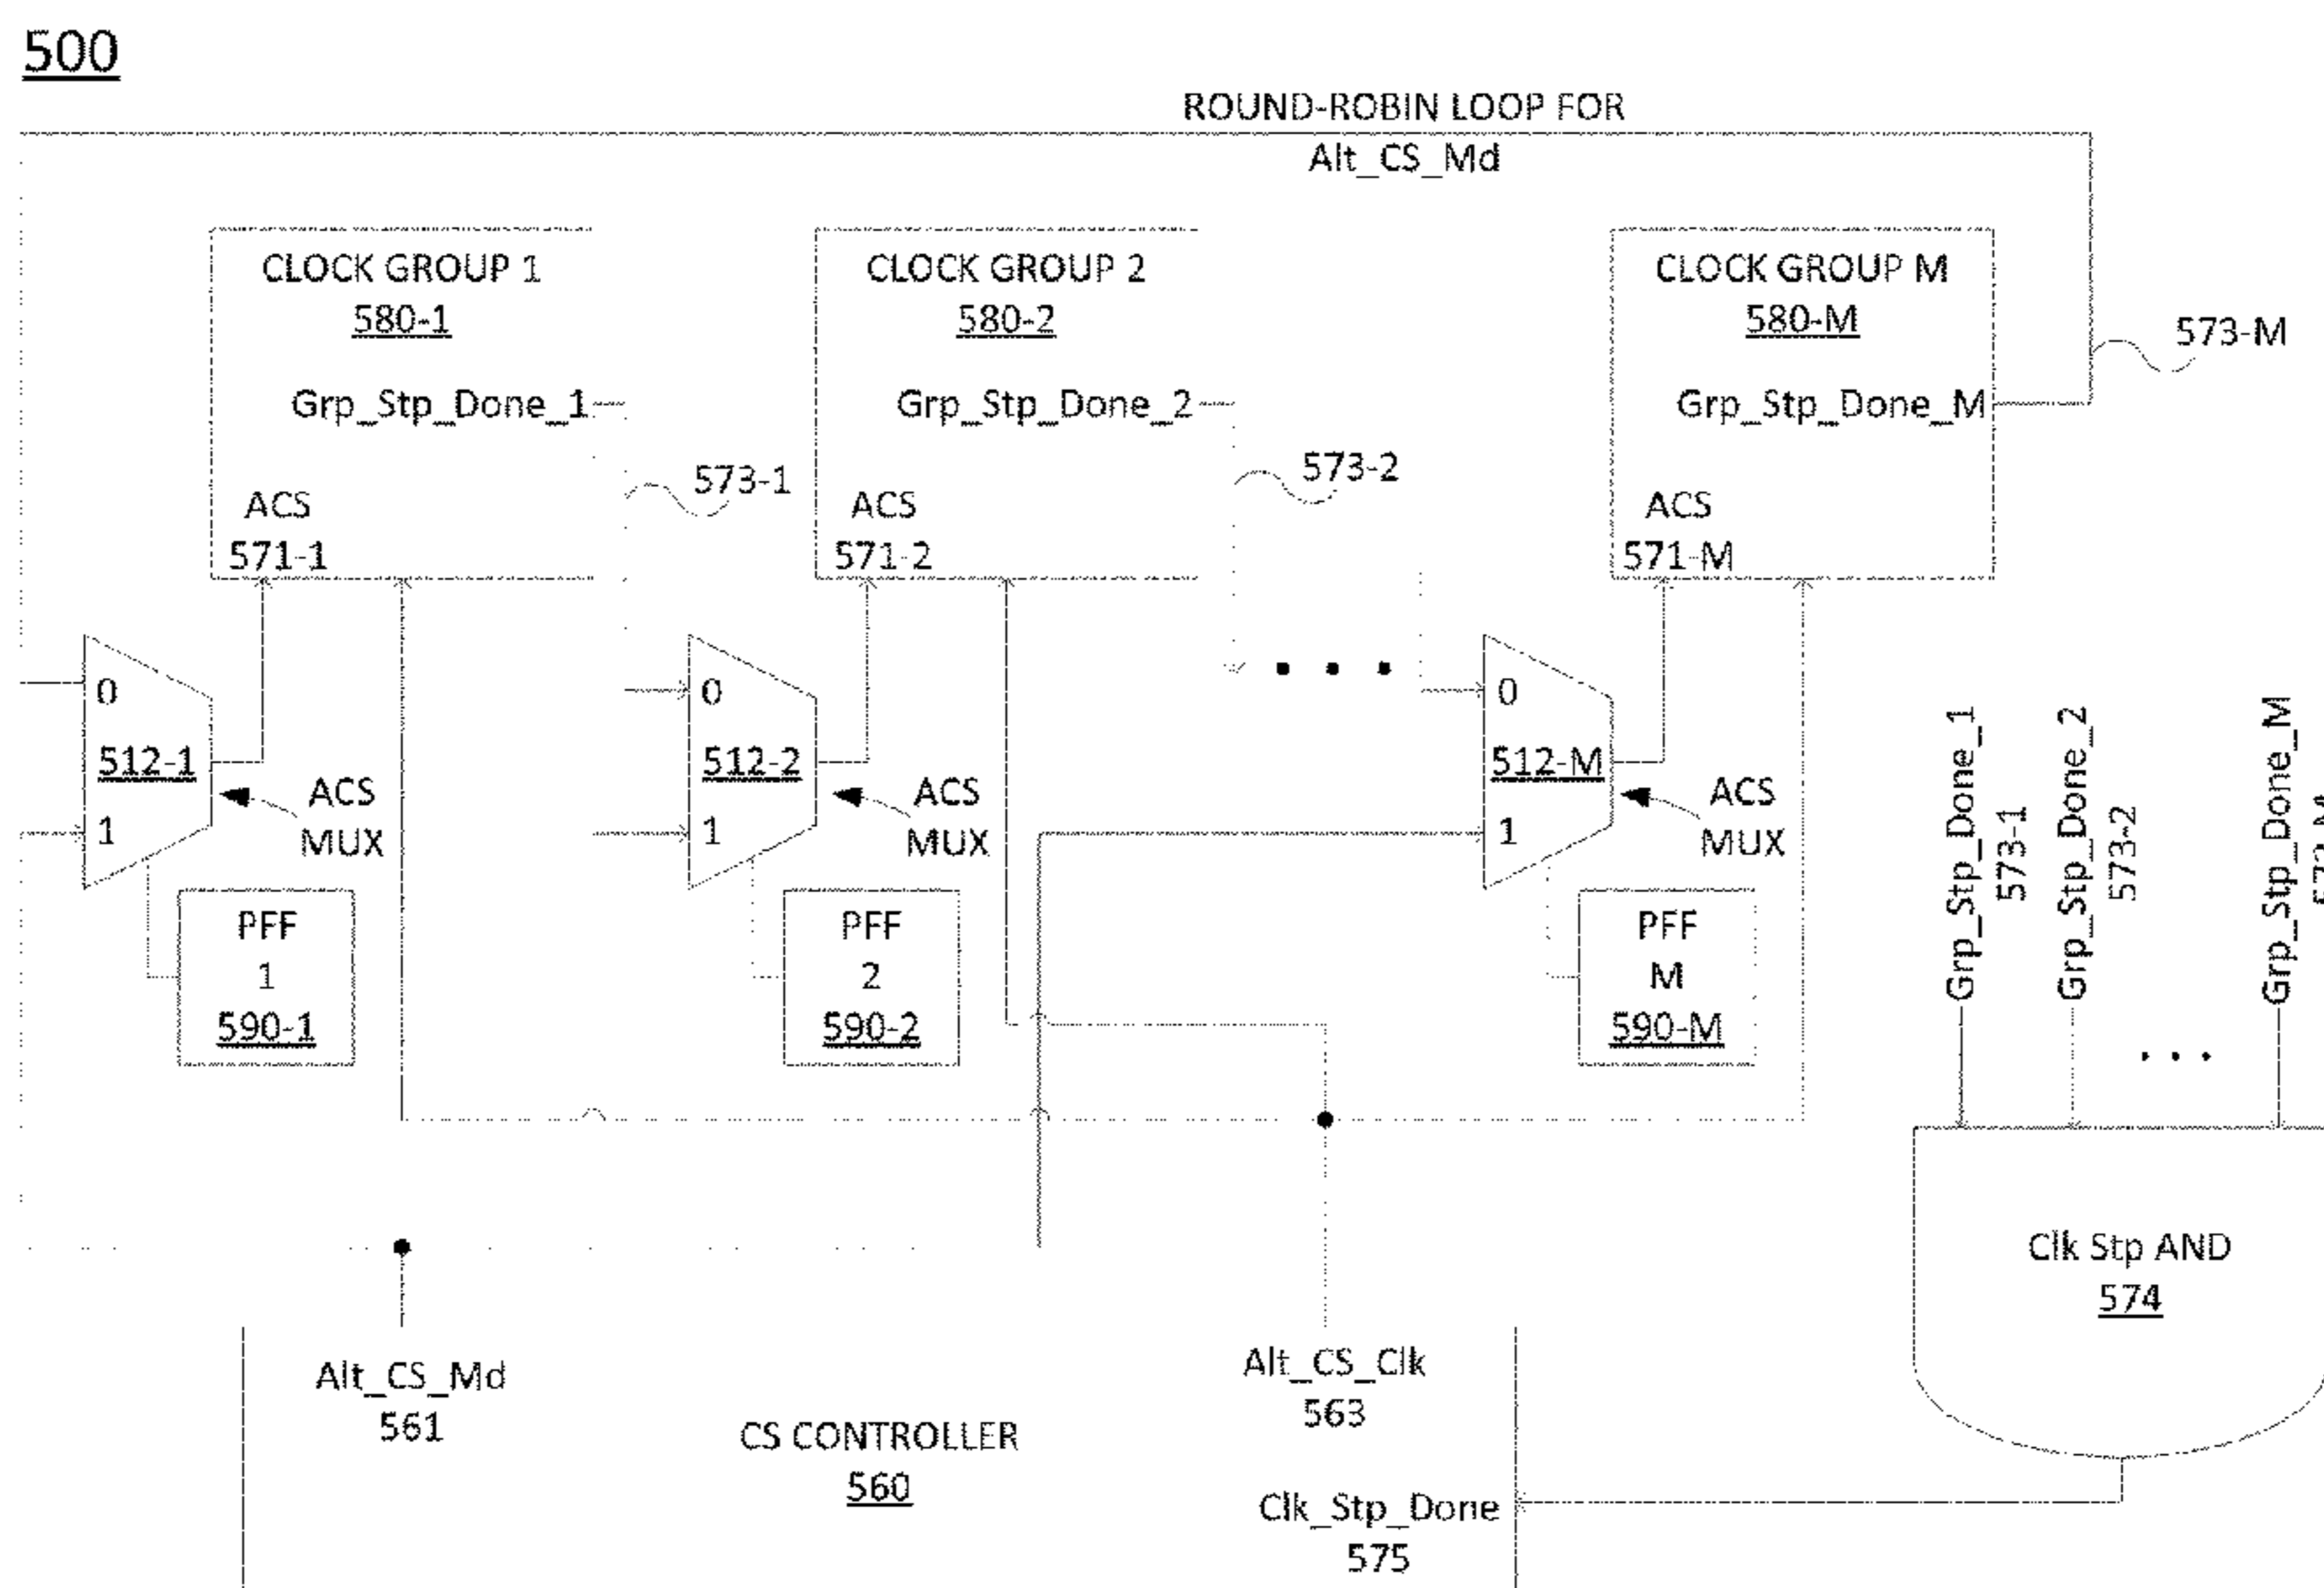 500
ROUND-ROBIN LOOP FOR
Alt_CS_Md
CLOCK GROUP 1
580-1
Grp_Stp_Done_1
ACS
571-1
573-1
CLOCK GROUP 2
580-2
Grp_Stp_Done_2
ACS
571-2
573-2
CLOCK GROUP M
580-M
Grp_Stp_Done_M
ACS
571-M
573-M
0
512-1
1
ACS
MUX
PFF
1
590-1
0
512-2
1
ACS
MUX
PFF
2
590-2
• • •
0
512-M
1
ACS
MUX
PFF
M
590-M
Grp_Stp_Done_1
573-1
Grp_Stp_Done_2
573-2
• • •
Grp_Stp_Done_M
Clk Stp AND
574
Alt_CS_Md
561
CS CONTROLLER
560
Alt_CS_Clk
563
Clk_Stp_Done
575